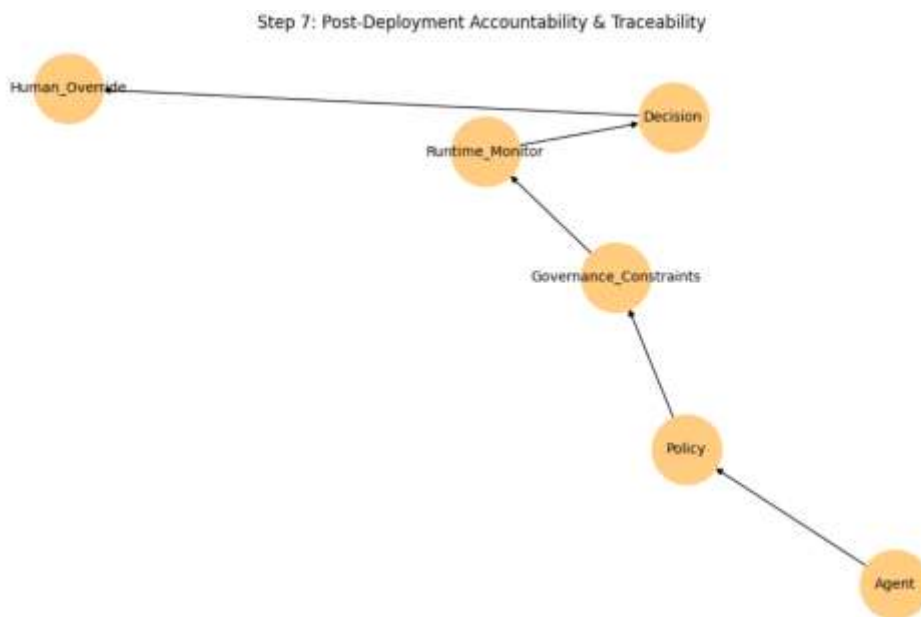 Step 7: Post-Deployment Accountability & Traceability
Human_Override
Decision
Runtime_Monitor
Governance_Constraints
Policy
Agent